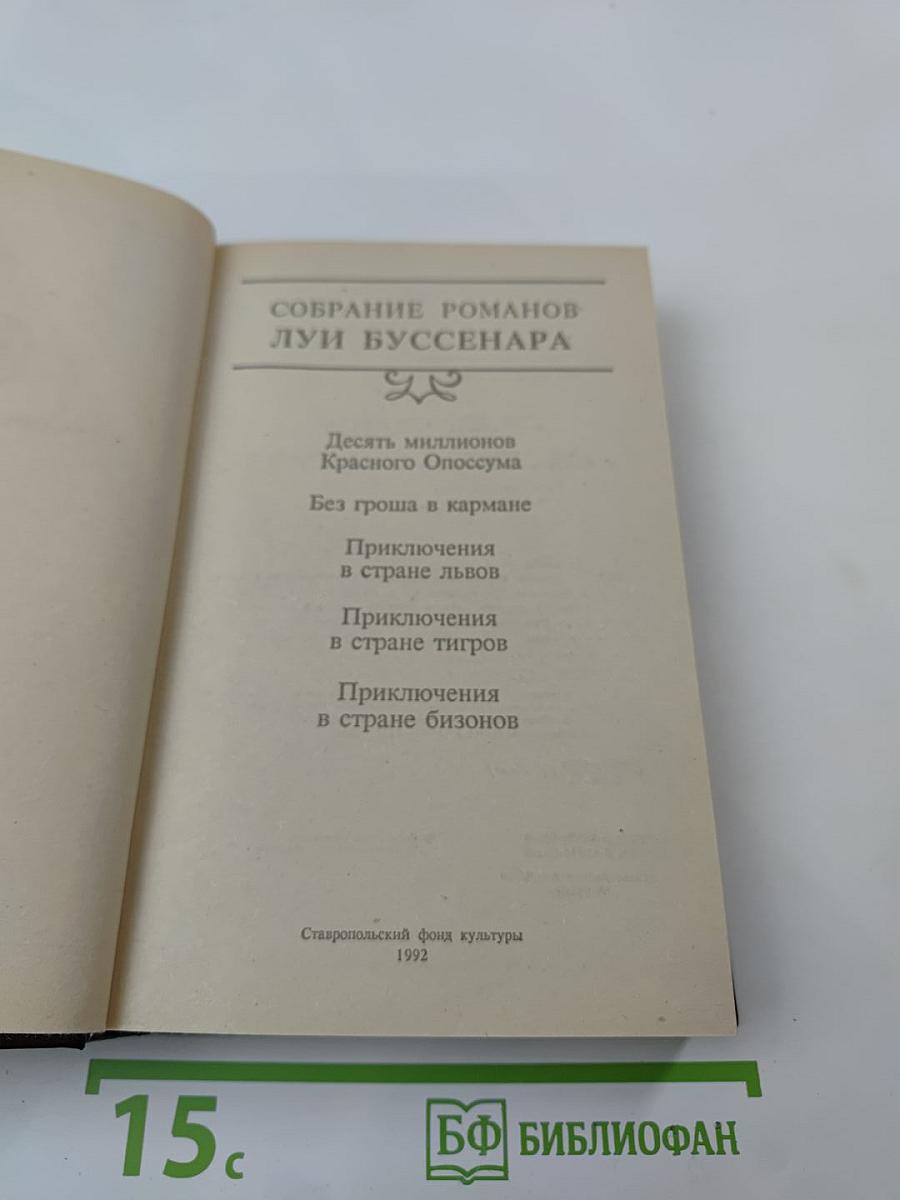 СОБРАНИЕ РОМАНОВ
ЛУИ БУССЕНАРА
Десять миллионов
Красного Опоссума
Без гроша в кармане
Приключения
в стране львов
Приключения
в стране тигров
Приключения
в стране бизонов
Ставропольский фонд культуры
1992
15 с
БФ БИБЛИОФАН